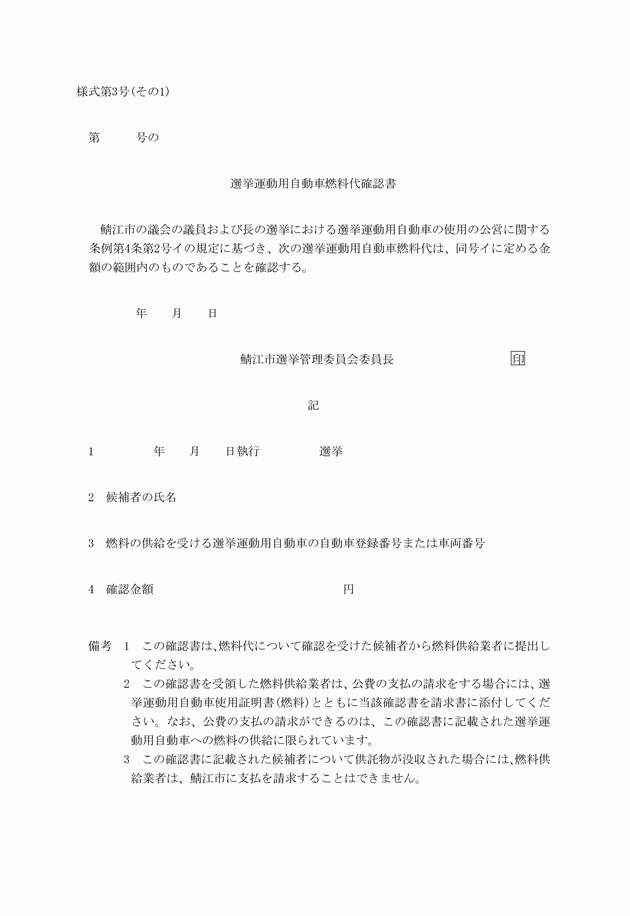 様式第3号(その1)
第　　　号の
選挙運動用自動車燃料代確認書
鯖江市の議会の議員および長の選挙における選挙運動用自動車の使用の公営に関する
条例第4条第2号イの規定に基づき、次の選挙運動用自動車燃料代は、同号イに定める金
額の範囲内のものであることを確認する。
年　　月　　日
鯖江市選挙管理委員会委員長　　　　　　　　　　印
記
1　　　　　年　　月　　日執行　　　　　選挙
2　候補者の氏名
3　燃料の供給を受ける選挙運動用自動車の自動車登録番号または車両番号
4　確認金額　　　　　　　　　　　　　　　　円
備考　1　この確認書は、燃料代について確認を受けた候補者から燃料供給業者に提出し
てください。
2　この確認書を受領した燃料供給業者は、公費の支払の請求をする場合には、選
挙運動用自動車使用証明書(燃料)とともに当該確認書を請求書に添付してくだ
さい。なお、公費の支払の請求ができるのは、この確認書に記載された選挙運
動用自動車への燃料の供給に限られています。
3　この確認書に記載された候補者について供託物が没収された場合には、燃料供
給業者は、鯖江市に支払を請求することはできません。